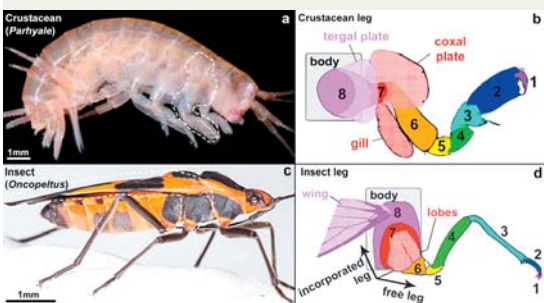 Crustacean
(Parhyale)
a
1mm
Crustacean leg
b
tergal plate
coxal plate
body
8
7
6
5
4
3
2
1
gill
Insect
(Oncopeltus)
c
1mm
Insect leg
d
wing
body
8
7
6
5
4
3
2
1
lobes
incorporated leg
free leg